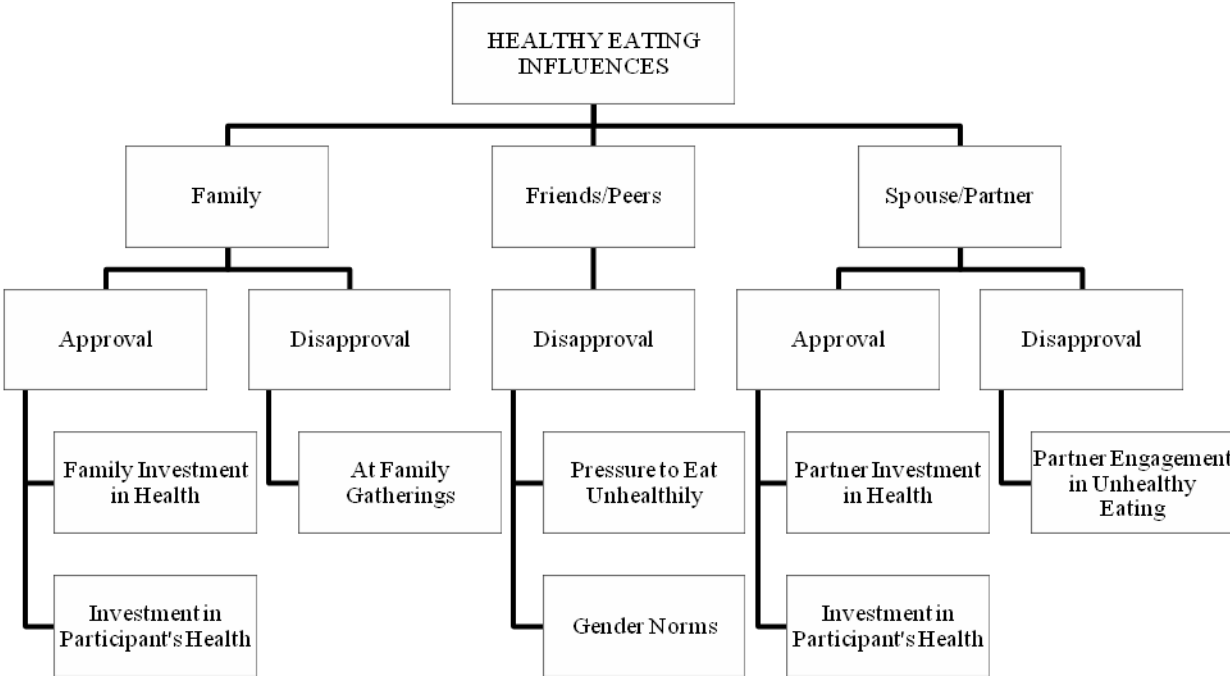 HEALTHY EATING
INFLUENCES
Family
Friends/Peers
Spouse/Partner
Approval
Disapproval
Disapproval
Approval
Disapproval
Family Investment
in Health
At Family
Gatherings
Pressure to Eat
Unhealthily
Partner Investment
in Health
Partner Engagement
in Unhealthy
Eating
Investment in
Participant's Health
Gender Norms
Investment in
Participant's Health